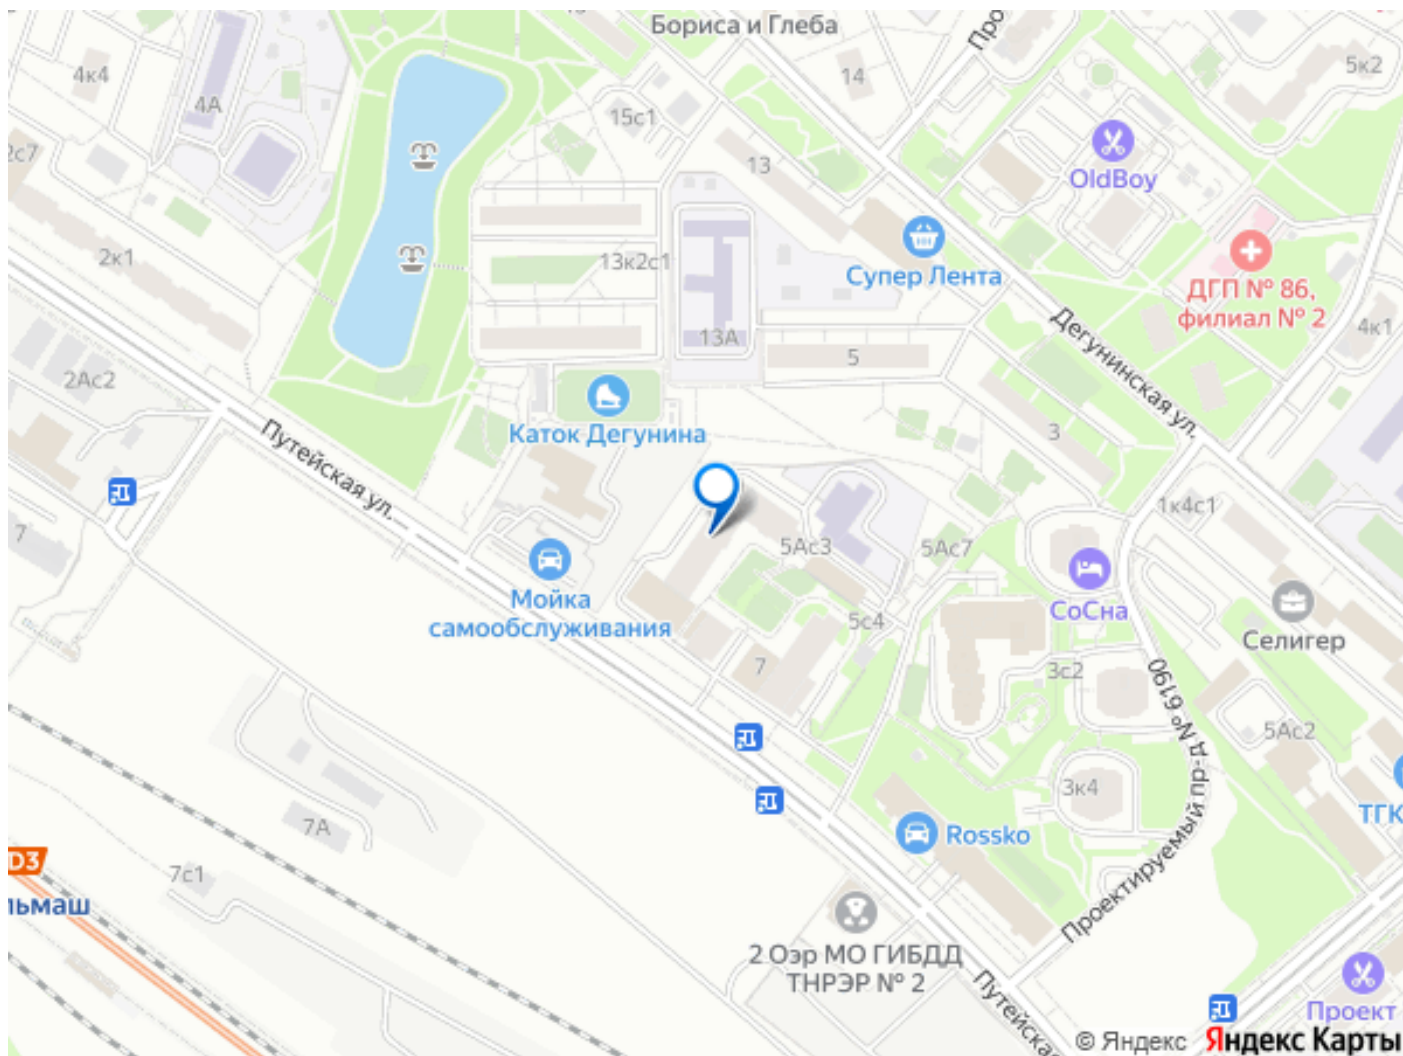 Бориса и Глеба
Про
4к4
4А
14
5к2
15с1
13
OldBoy
2с7
2к1
13к2с1
Супер Лента
ДГП № 86,
филиал № 2
13А
5
4к1
Дегунинская ул.
2Ас2
Каток Дегунина
3
Путейская ул.
1к4с1
7
5Ас3
5Ас7
Мойка
самообслуживания
СоСна
5с4
Селигер
7
3с2
Проектируемый пр-д № 6190
5Ас2
3к4
7А
ТГК
Rossko
D3
7с1
льмаш
2 Оэр МО ГИБДД
ТНРЭР № 2
Путейская
Проект
© Яндекс Яндекс Карты